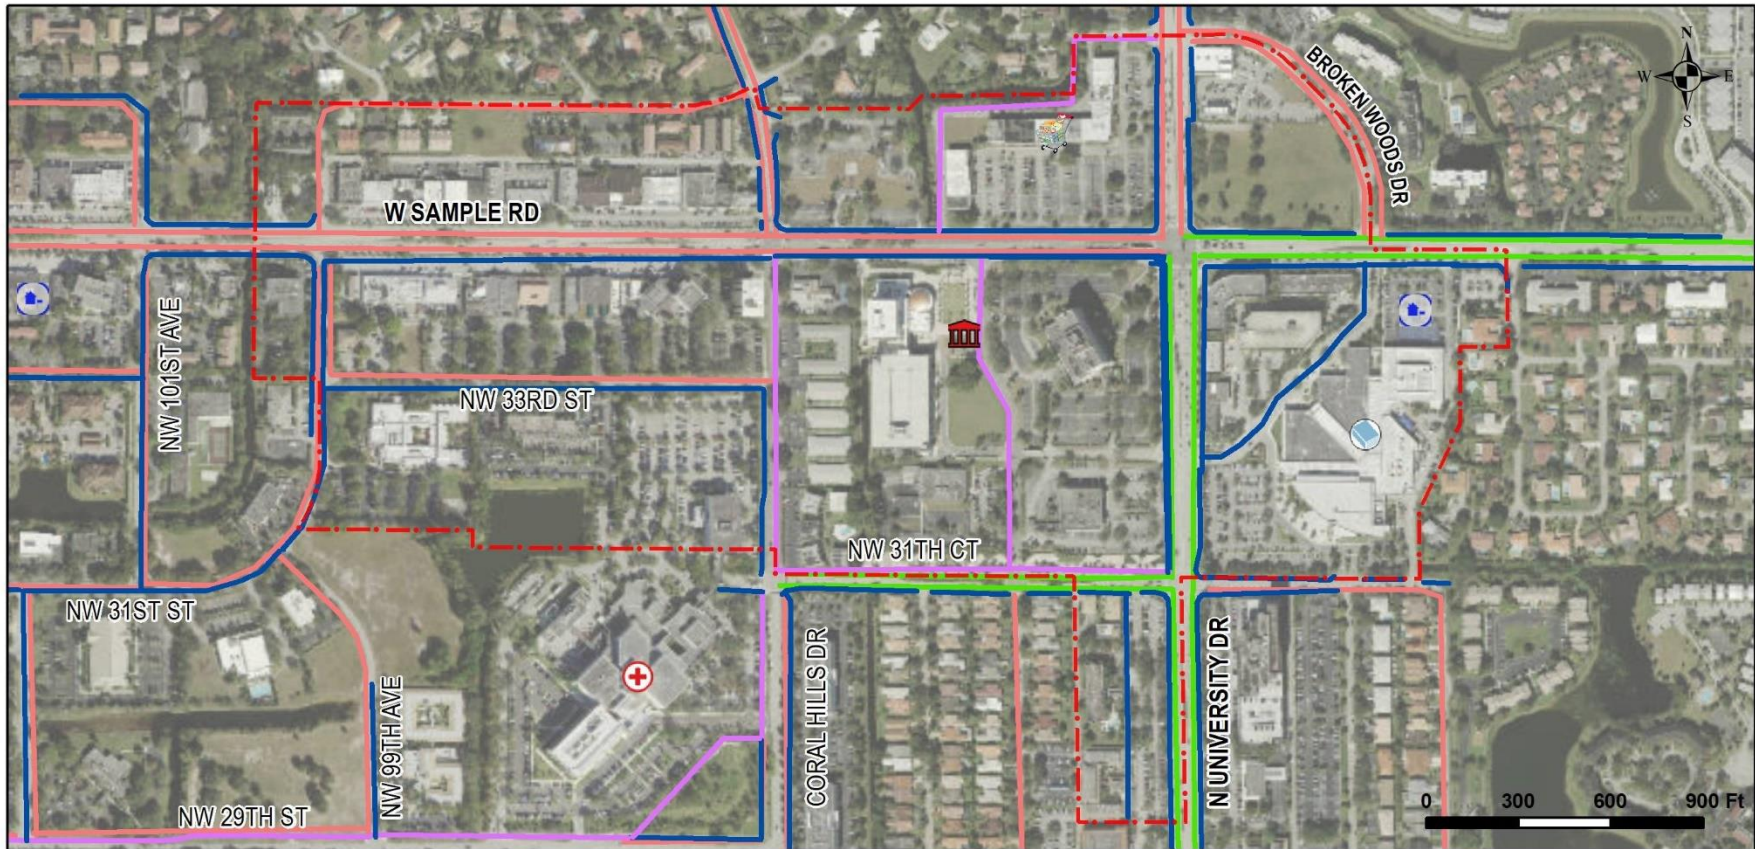 N
W E
S
BROKEN WOODS DR
W SAMPLE RD
NW 101ST AVE
NW 33RD ST
NW 31TH CT
NW 31ST ST
CORAL HILLS DR
N UNIVERSITY DR
NW 99TH AVE
NW 29TH ST
0 300 600 900 Ft